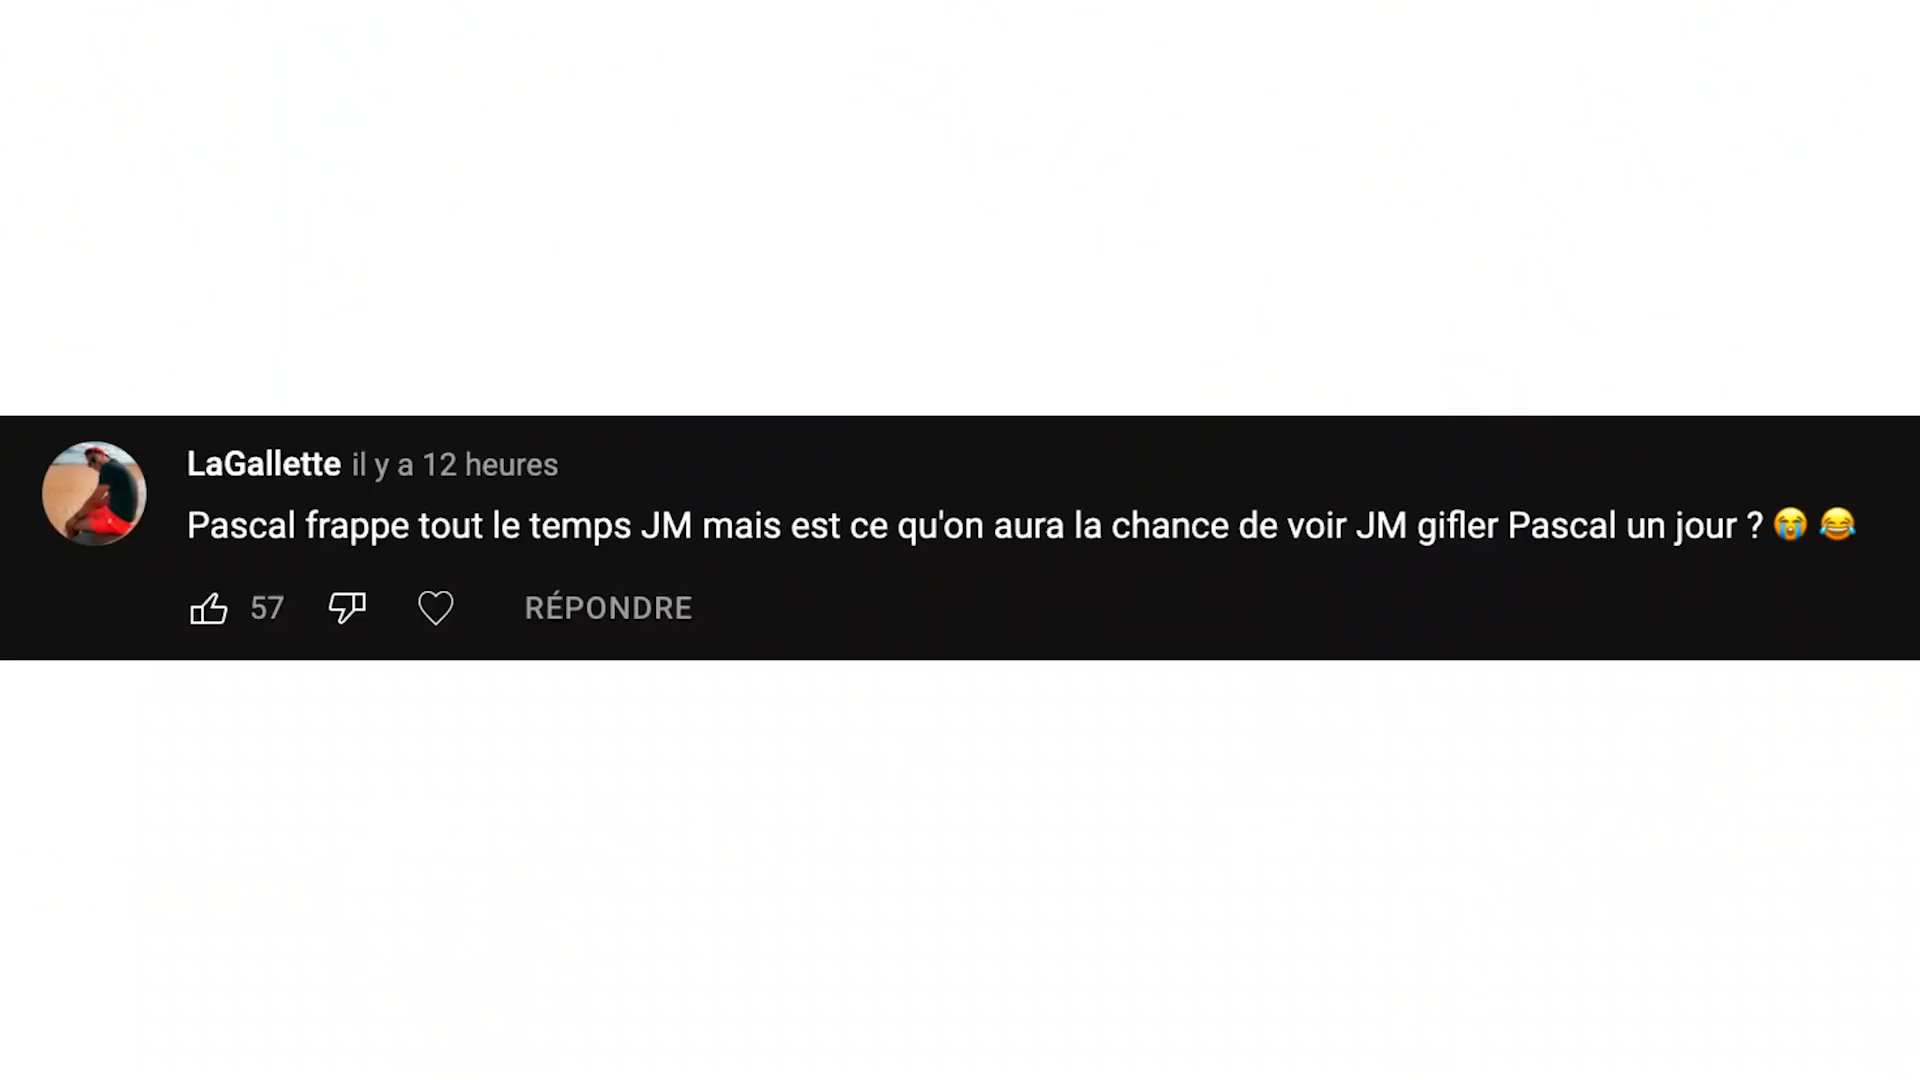 LaGallette il y a 12 heures
Pascal frappe tout le temps JM mais est ce qu'on aura la chance de voir JM gifler Pascal un jour ? 😭 😂
57 RÉPONDRE